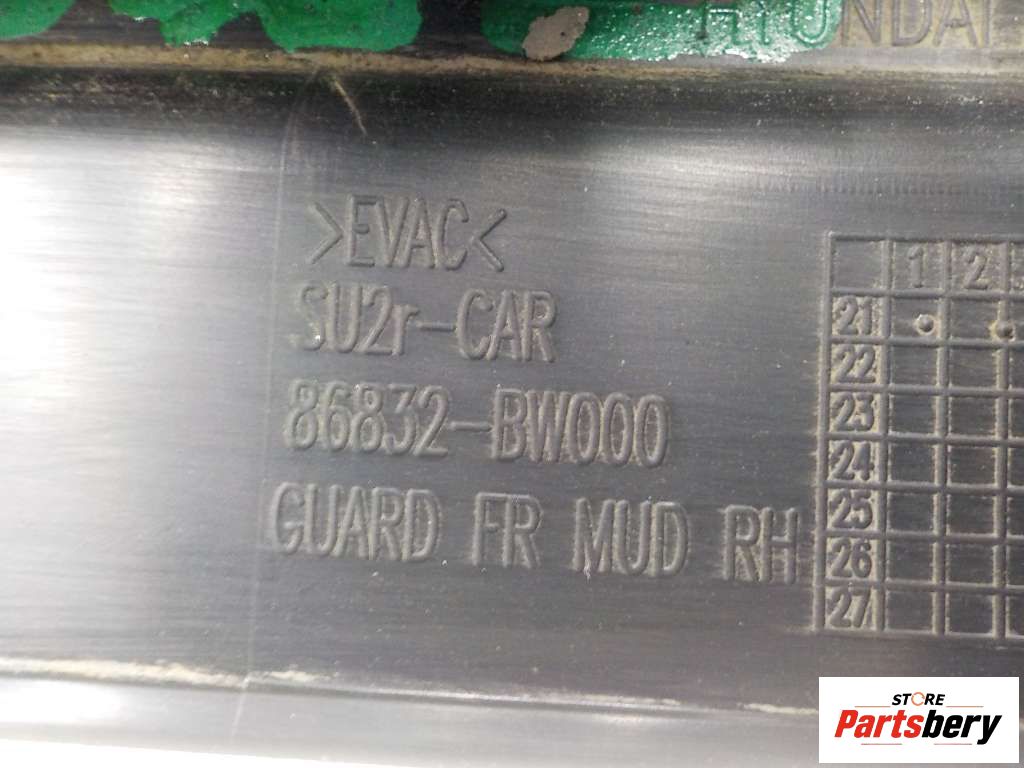 HYUNDAI
>EVAC<
SU2r-CAR
86832-BW000
GUARD FR MUD RH
1 2
21
22
23
24
25
26
27
STORE
Partsbery